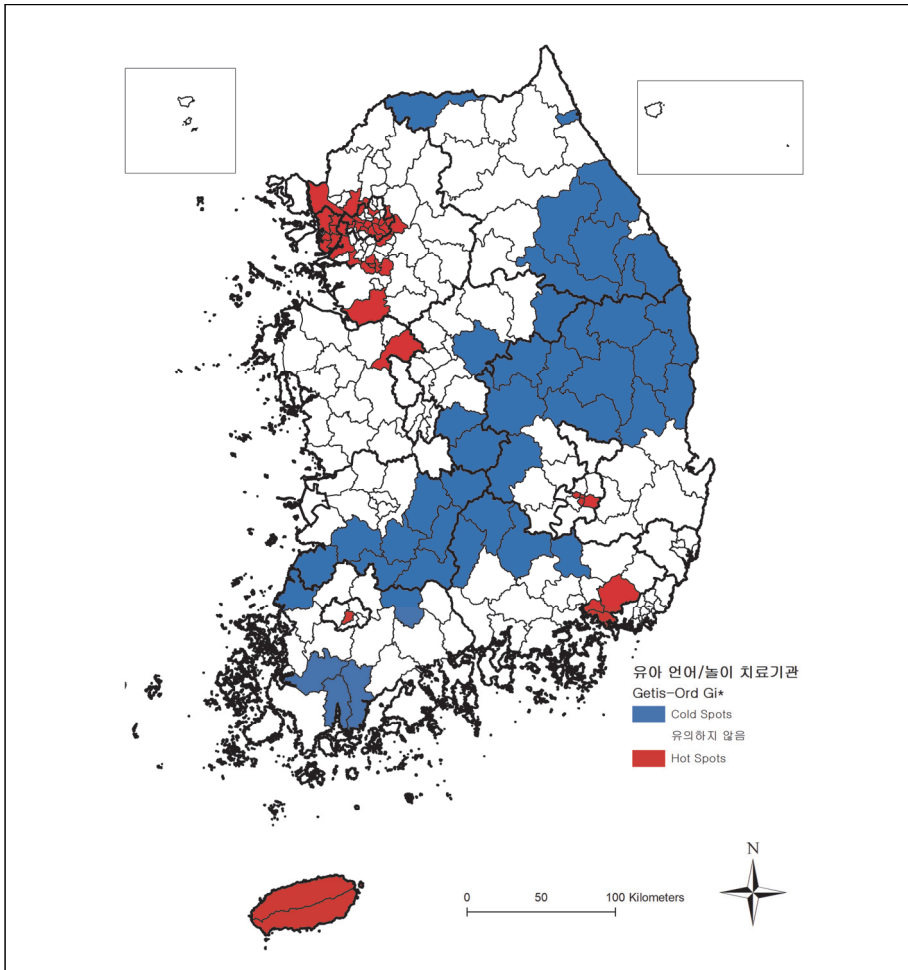 유아 언어/놀이 치료기관
Getis-Ord Gi*
Cold Spots
유의하지 않음
Hot Spots
N
0 50 100 Kilometers